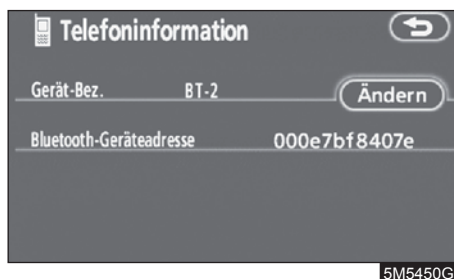 Telefoninformation
Gerät-Bez. BT-2 Ändern
Bluetooth-Geräteadresse 000e7bf8407e
5M5450G